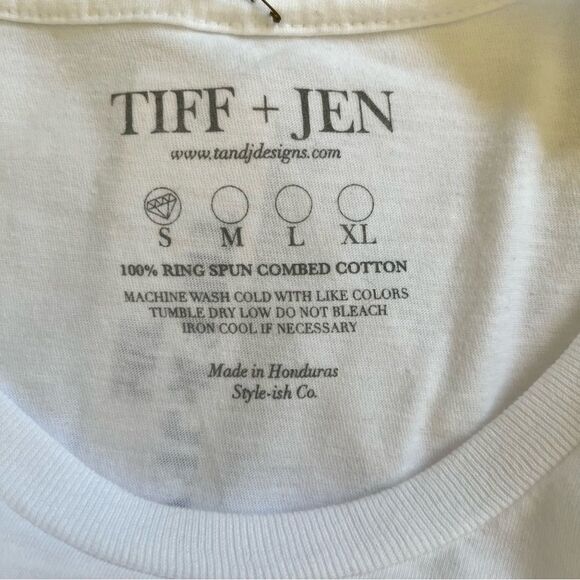 TIFF + JEN
www.tandjdesigns.com
S M L XL
100% RING SPUN COMBED COTTON
MACHINE WASH COLD WITH LIKE COLORS
TUMBLE DRY LOW DO NOT BLEACH
IRON COOL IF NECESSARY
Made in Honduras
Style-ish Co.